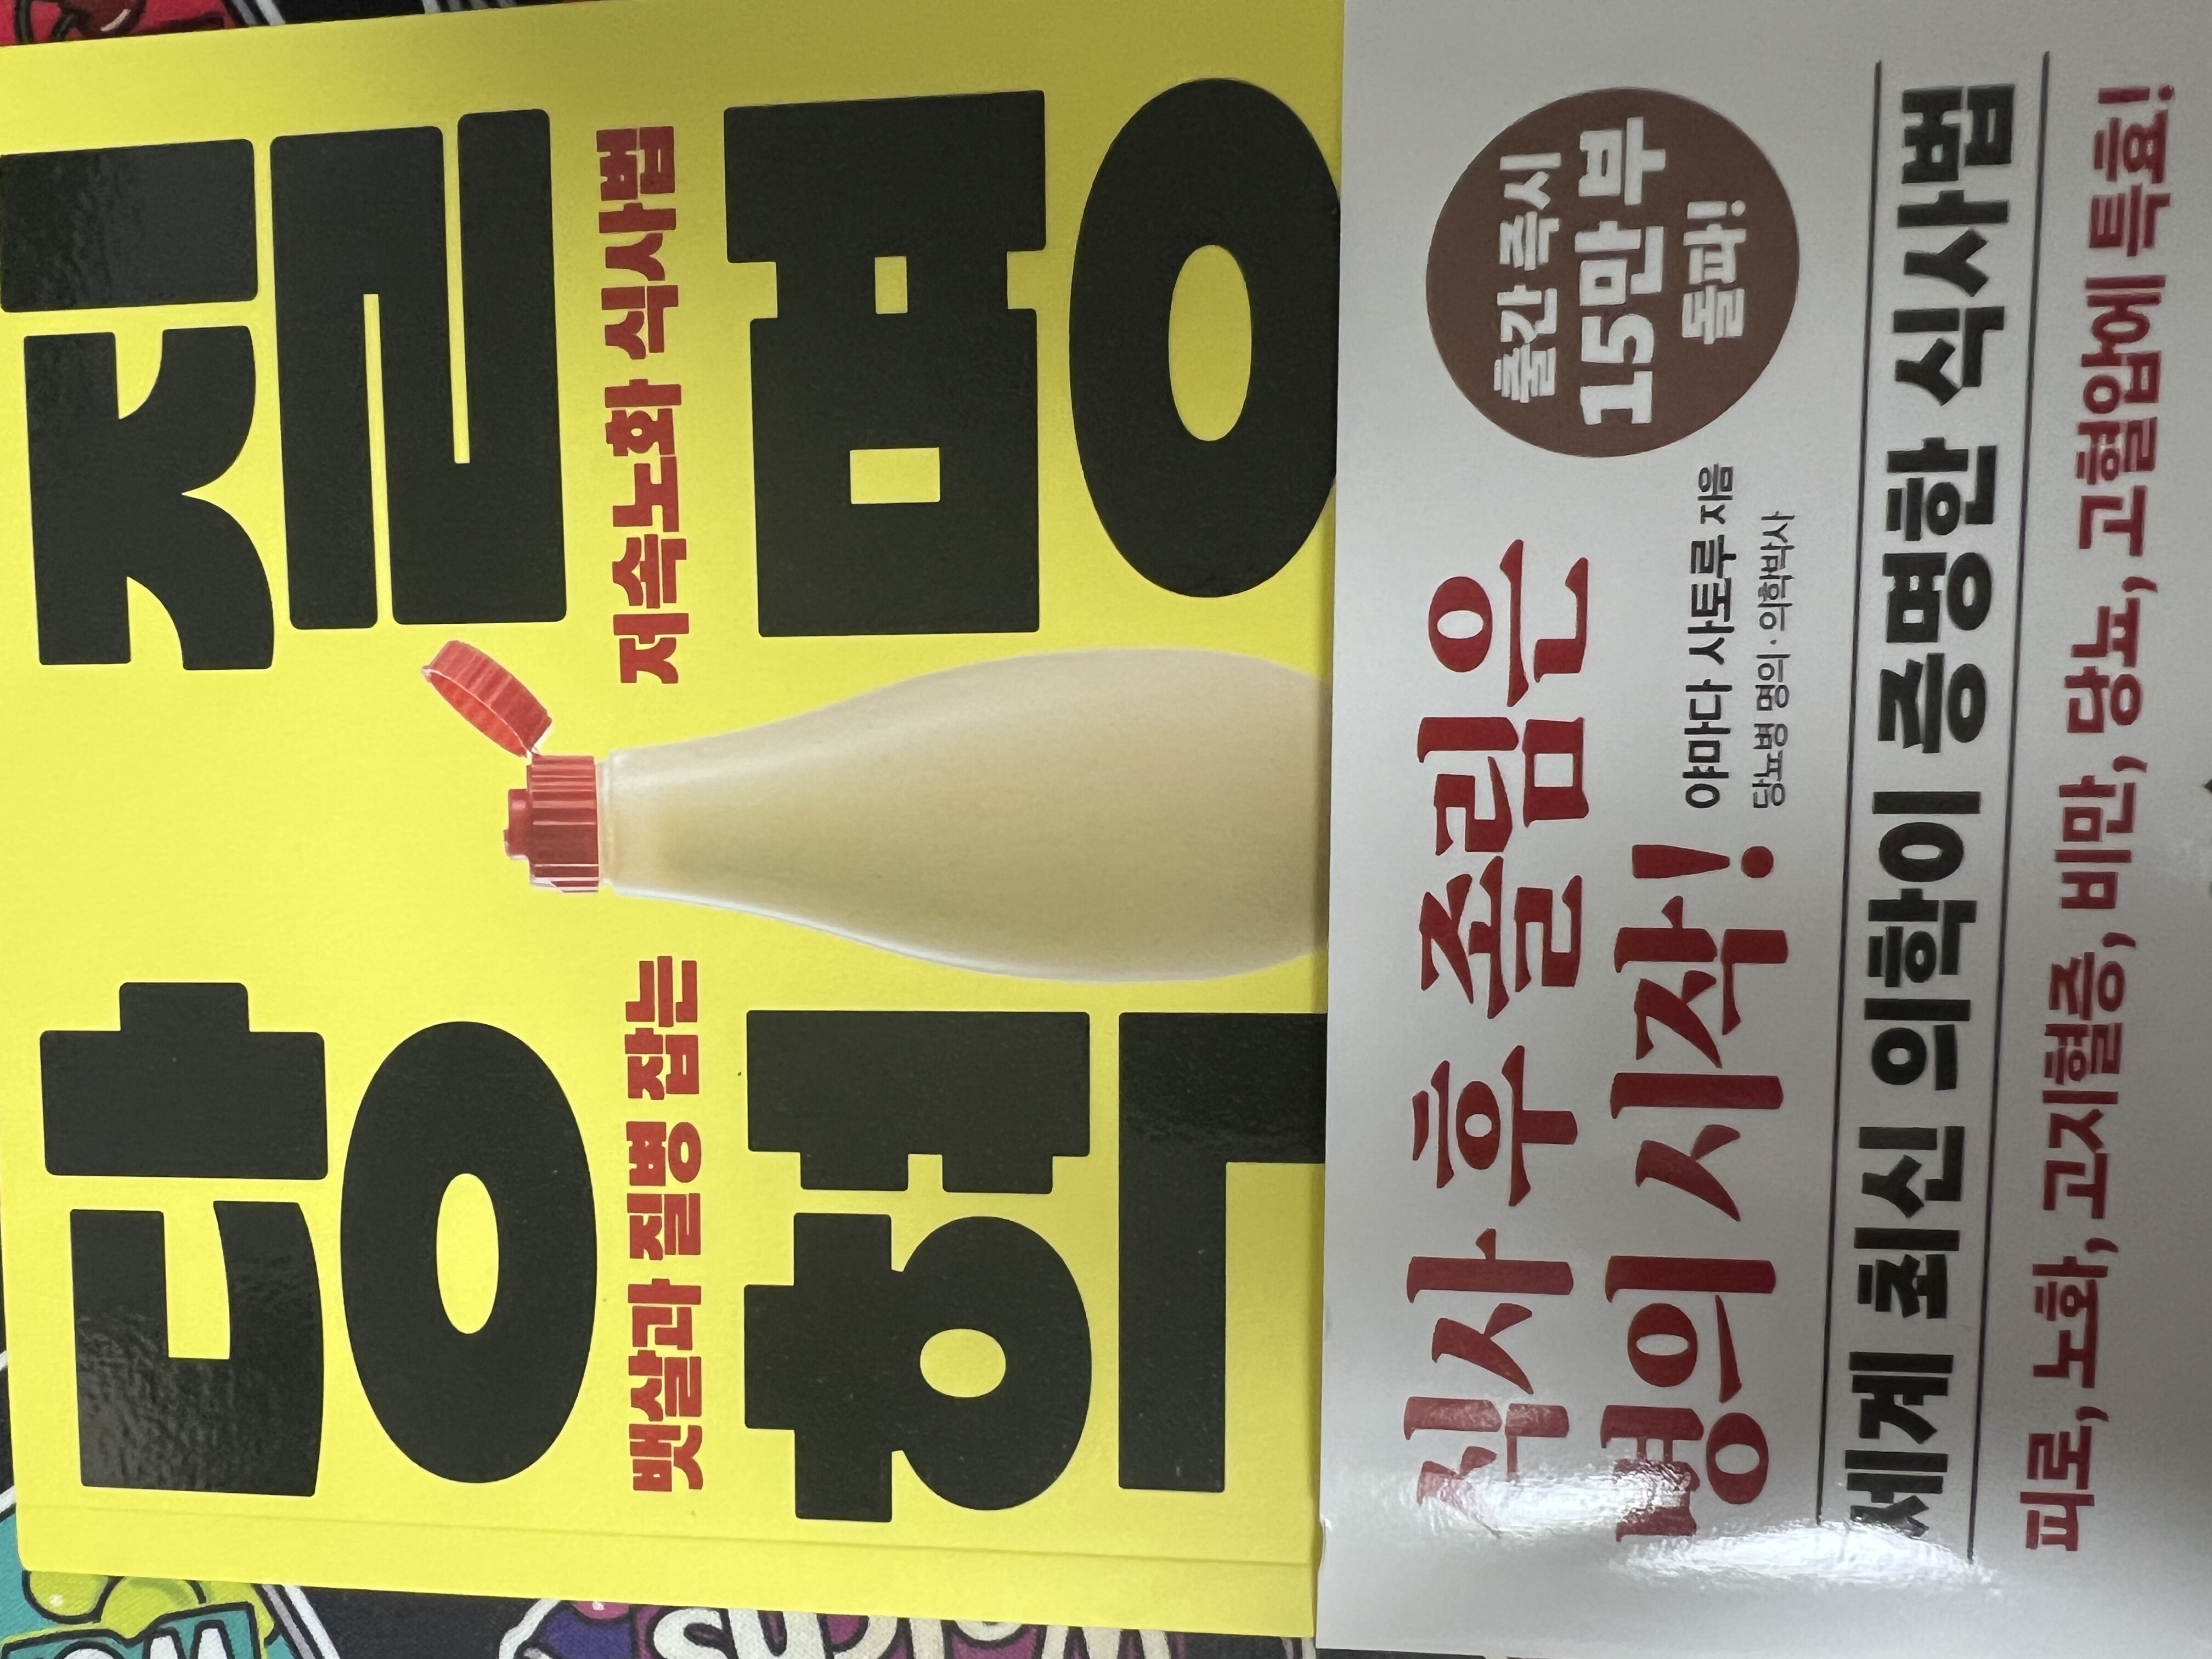 당질
뱃살과 질병 잡는 저속노화 식사법
혁명
식사 후 졸림은
병의 시작!
출간 즉시
15만 부
돌파!
야마다 사토루 지음
당뇨병 명의·의학박사
세계 최신 의학이 증명한 식사법
피로, 노화, 고지혈증, 비만, 당뇨, 고혈압에 특효!